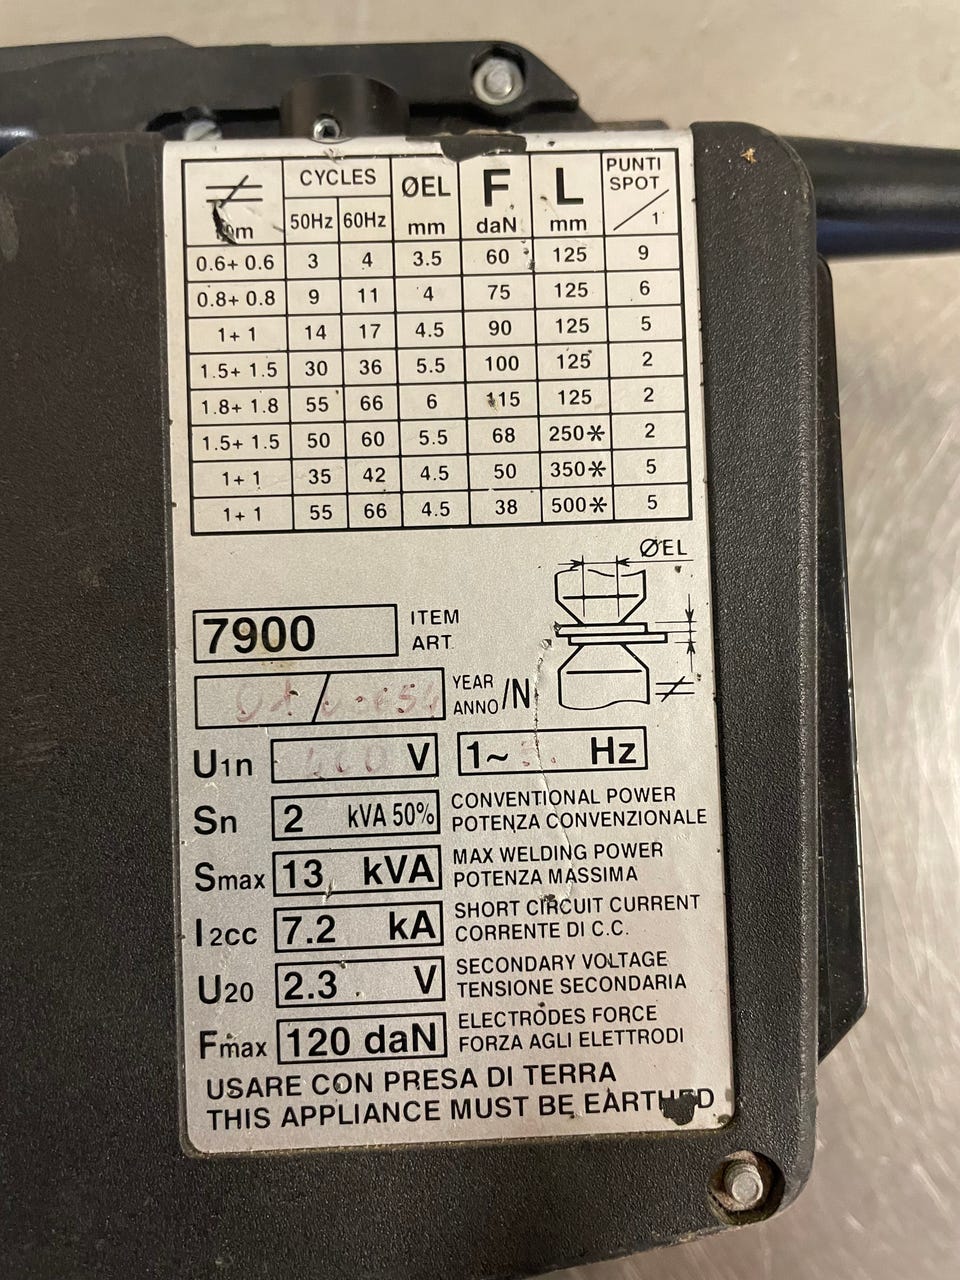 CYCLES ØEL F L PUNTI SPOT
50Hz 60Hz mm daN mm 1
0.6+ 0.6 3 4 3.5 60 125 9
0.8+ 0.8 9 11 4 75 125 6
1+ 1 14 17 4.5 90 125 5
1.5+ 1.5 30 36 5.5 100 125 2
1.8+ 1.8 55 66 6 115 125 2
1.5+ 1.5 50 60 5.5 68 250* 2
1+ 1 35 42 4.5 50 350* 5
1+ 1 55 66 4.5 38 500* 5
ØEL
7900 ITEM ART.
/ YEAR ANNO /N
U1n 400 V 1~ Hz
Sn 2 kVA 50% CONVENTIONAL POWER
POTENZA CONVENZIONALE
Smax 13 kVA MAX WELDING POWER
POTENZA MASSIMA
I2cc 7.2 kA SHORT CIRCUIT CURRENT
CORRENTE DI C.C.
U20 2.3 V SECONDARY VOLTAGE
TENSIONE SECONDARIA
Fmax 120 daN ELECTRODES FORCE
FORZA AGLI ELETTRODI
USARE CON PRESA DI TERRA
THIS APPLIANCE MUST BE EARTHED